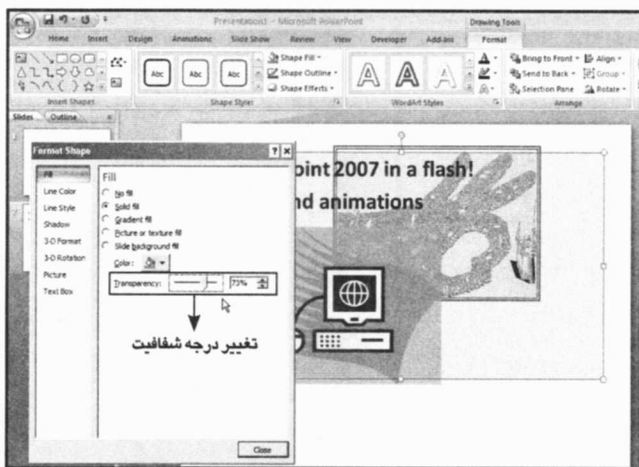 Presentation1 - Microsoft PowerPoint
Drawing Tools
Home Insert Design Animations Slide Show Review View Developer Add-Ins Format
Abc Abc Abc
Shape Fill
Shape Outline
Shape Effects
A A A
Bring to Front
Send to Back
Selection Pane
Align
Group
Rotate
Insert Shapes
Shape Styles
WordArt Styles
Arrange
Slides Outline
Format Shape
Fill
Line Color
Line Style
Shadow
3-D Format
3-D Rotation
Picture
Text Box
Fill
No fill
Solid fill
Gradient fill
Picture or texture fill
Slide background fill
Color:
Transparency: 73%
تغییر درجه شفافیت
Close
oint 2007 in a flash!
nd animations